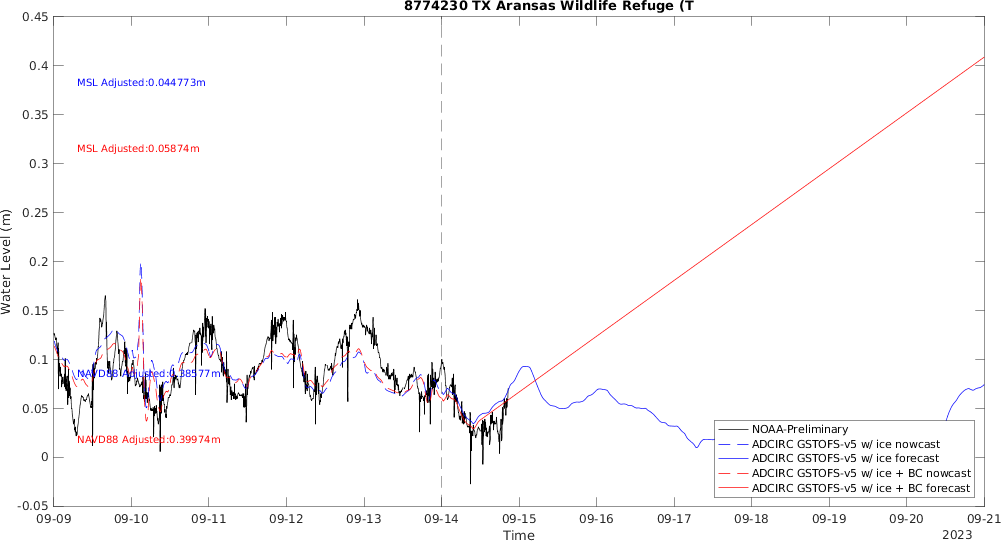 8774230 TX Aransas Wildlife Refuge (T
0.45
0.4
0.35
0.3
0.25
0.2
0.15
0.1
0.05
0
-0.05
Water Level (m)
MSL Adjusted:0.044773m
MSL Adjusted:0.05874m
NAVD88 Adjusted:0.38577m
NAVD88 Adjusted:0.39974m
NOAA-Preliminary
ADCIRC GSTOFS-v5 w/ ice nowcast
ADCIRC GSTOFS-v5 w/ ice forecast
ADCIRC GSTOFS-v5 w/ ice + BC nowcast
ADCIRC GSTOFS-v5 w/ ice + BC forecast
09-09 09-10 09-11 09-12 09-13 09-14 09-15 09-16 09-17 09-18 09-19 09-20 09-21
Time
2023